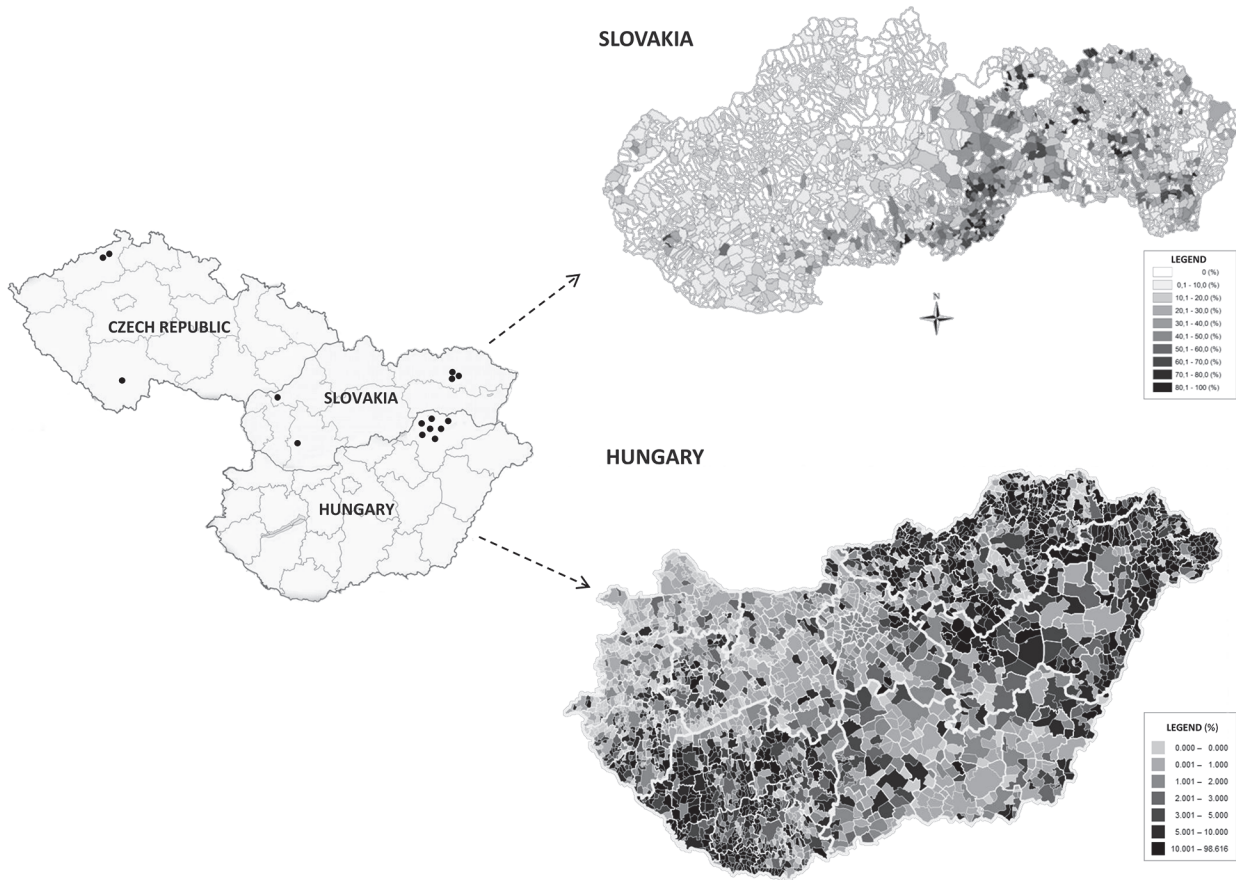 SLOVAKIA
LEGEND
0 (%)
0,1 - 10,0 (%)
10,1 - 20,0 (%)
20,1 - 30,0 (%)
30,1 - 40,0 (%)
40,1 - 50,0 (%)
50,1 - 60,0 (%)
60,1 - 70,0 (%)
70,1 - 80,0 (%)
80,1 - 100 (%)
N
CZECH REPUBLIC
SLOVAKIA
HUNGARY
HUNGARY
LEGEND (%)
0.000 – 0.000
0.001 – 1.000
1.001 – 2.000
2.001 – 3.000
3.001 – 5.000
5.001 – 10.000
10.001 – 98.616